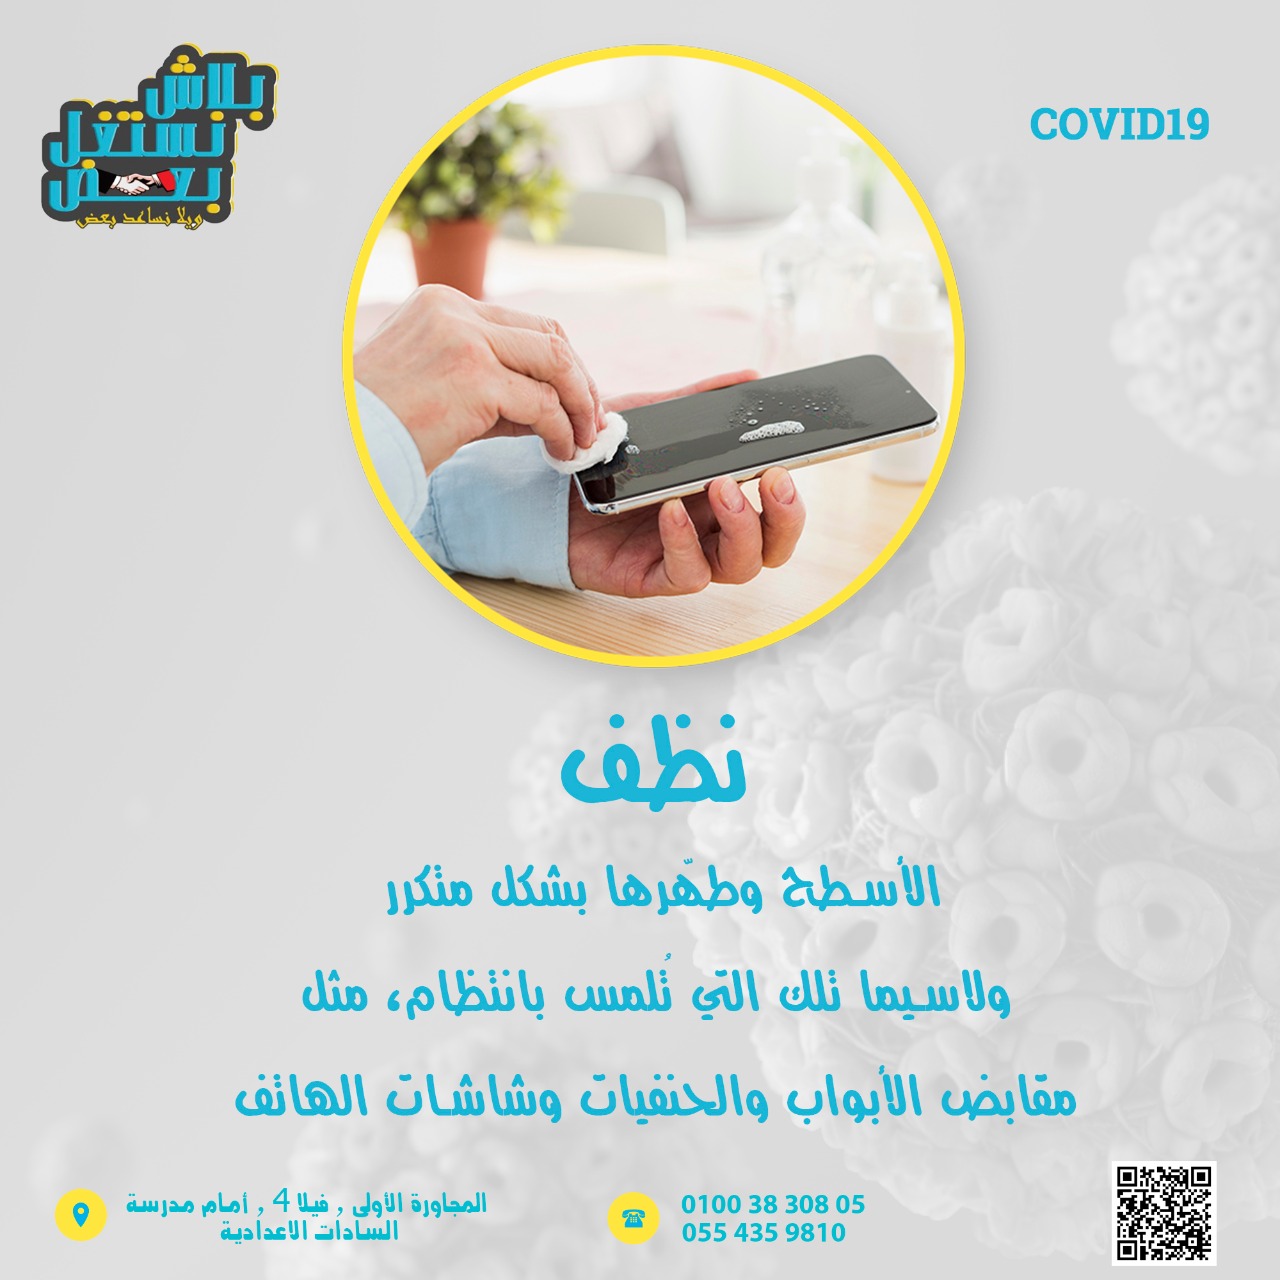 بلاش
نستغل
بعض
ويلا نساعد بعض
COVID19
نظف
الأسطح وطهّرها بشكل متكرر
ولاسيما تلك التي تُلمس بانتظام، مثل
مقابض الأبواب والحنفيات وشاشات الهاتف
المجاورة الأولى , فيلا 4 , أمام مدرسة
السادات الاعدادية
0100 38 308 05
055 435 9810